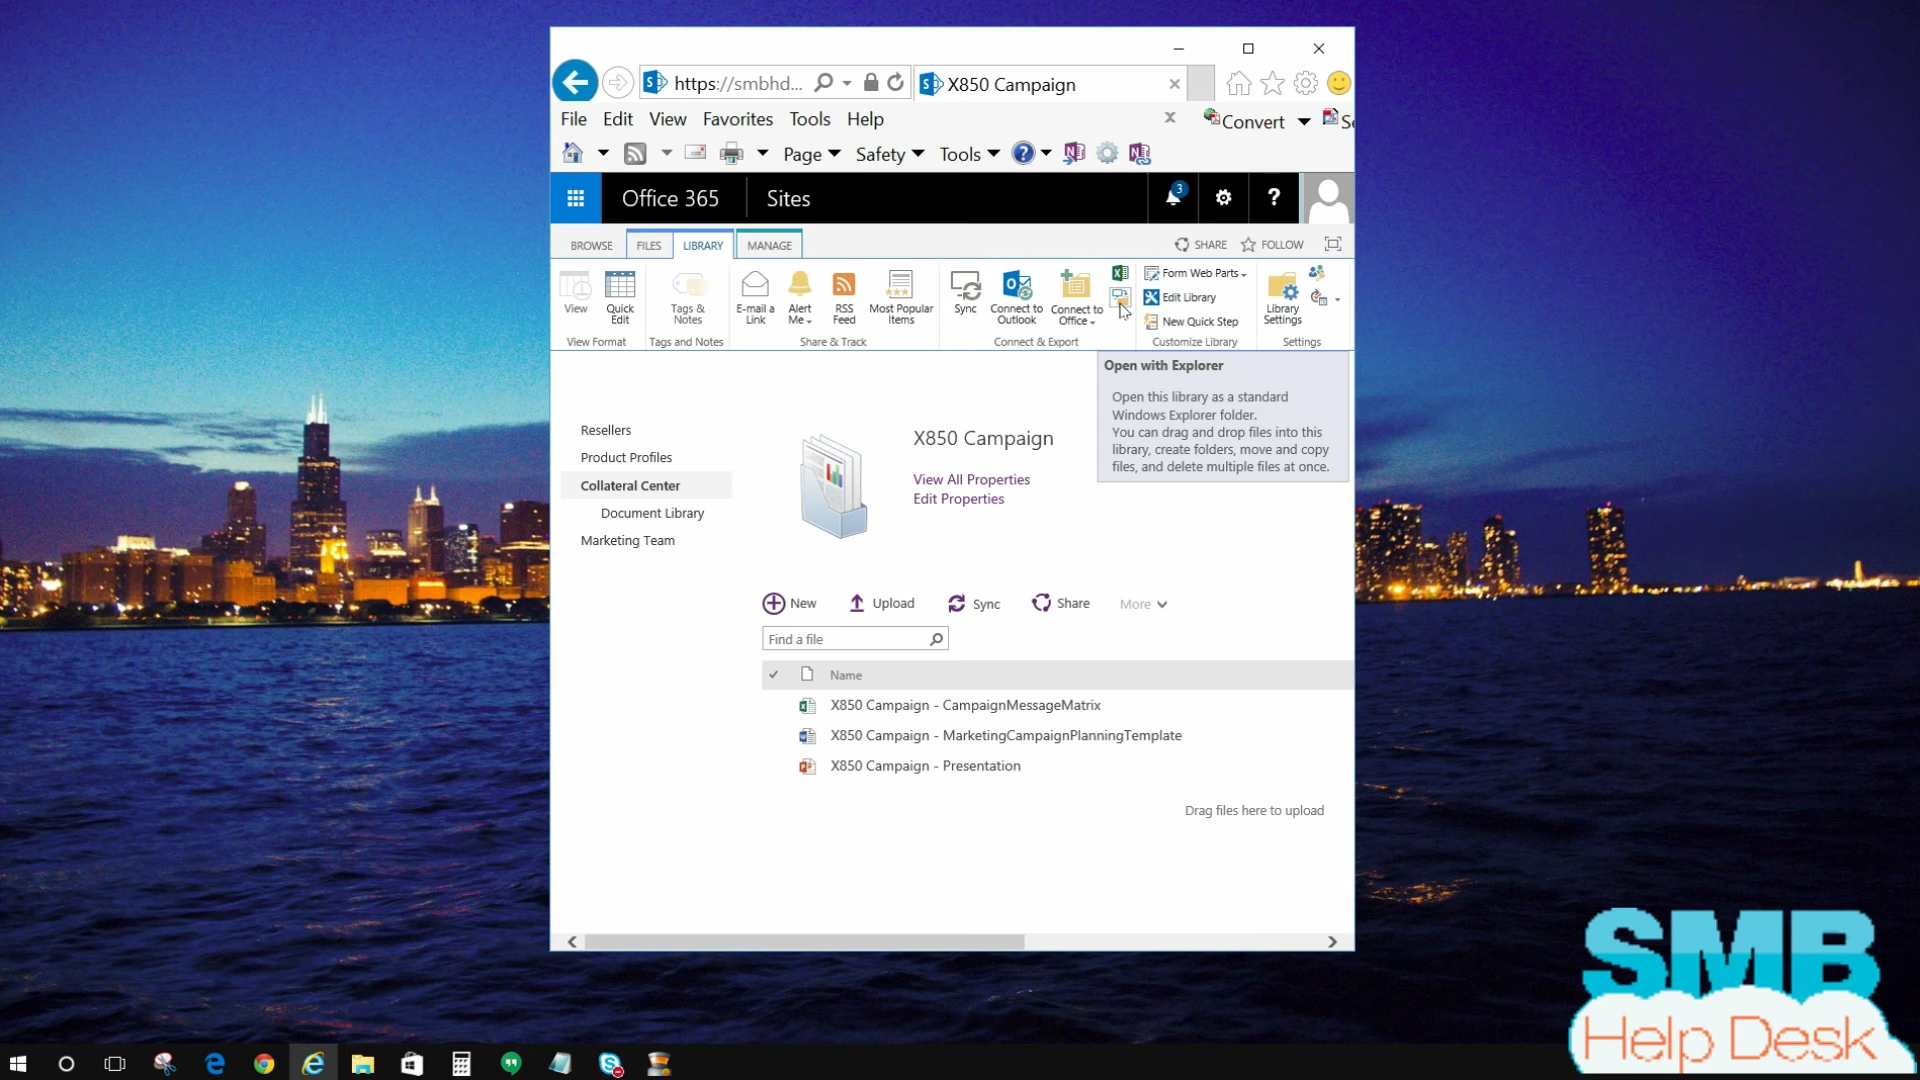 https://smbhd...
X850 Campaign
File Edit View Favorites Tools Help
Convert
Page Safety Tools
Office 365 Sites
3
?
BROWSE FILES LIBRARY MANAGE
SHARE FOLLOW
View
Quick Edit
Tags & Notes
E-mail a Link
Alert Me
RSS Feed
Most Popular Items
Sync
Connect to Outlook
Connect to Office
Form Web Parts
Edit Library
New Quick Step
Library Settings
View Format
Tags and Notes
Share & Track
Connect & Export
Customize Library
Settings
Open with Explorer
Open this library as a standard
Windows Explorer folder.
You can drag and drop files into this
library, create folders, move and copy
files, and delete multiple files at once.
Resellers
Product Profiles
Collateral Center
Document Library
Marketing Team
X850 Campaign
View All Properties
Edit Properties
New Upload Sync Share More
Find a file
Name
X850 Campaign - CampaignMessageMatrix
X850 Campaign - MarketingCampaignPlanningTemplate
X850 Campaign - Presentation
Drag files here to upload
SMB
Help Desk